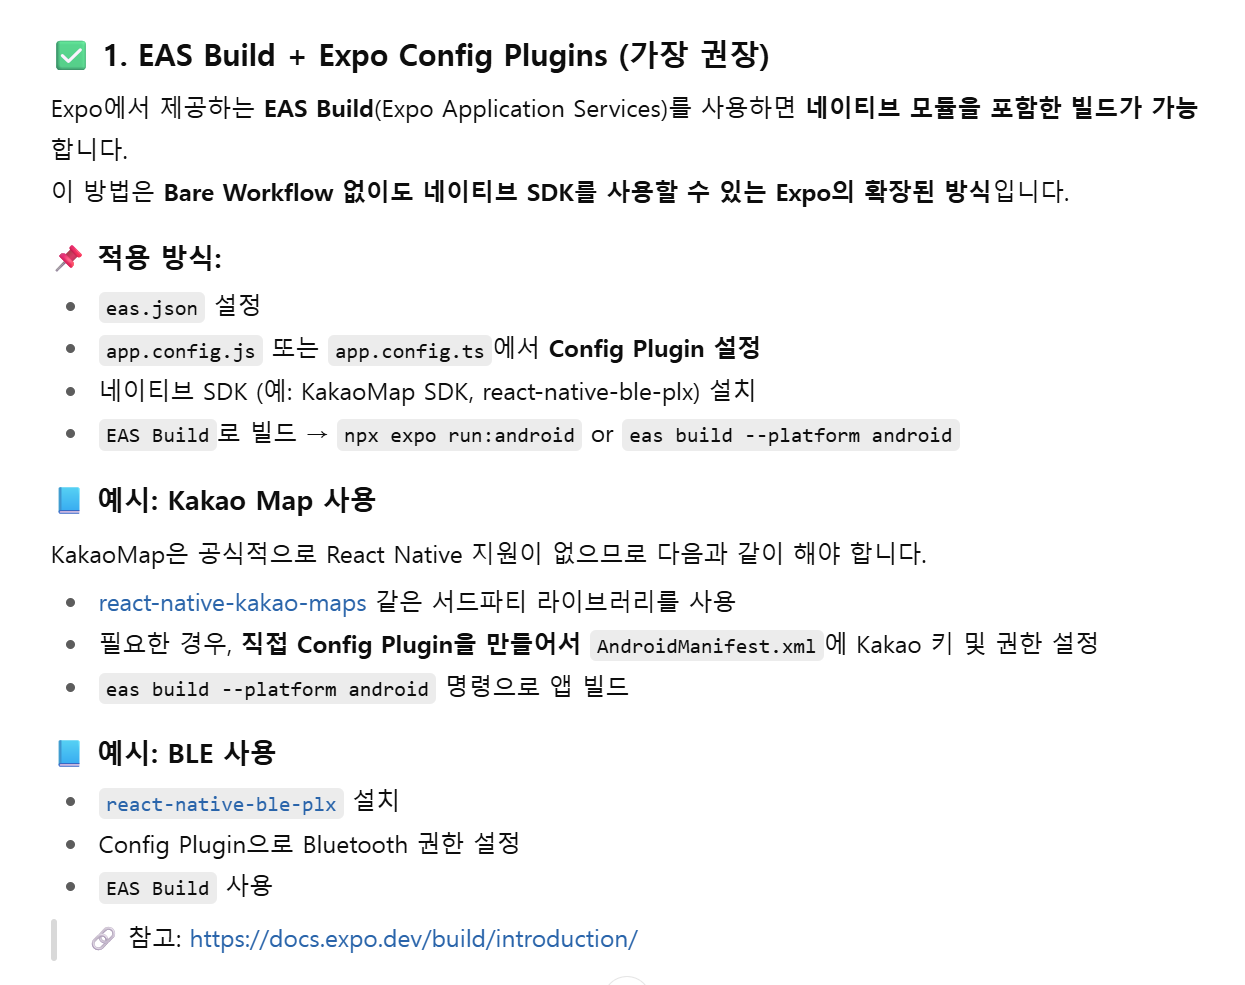 ✅ 1. EAS Build + Expo Config Plugins (가장 권장)
Expo에서 제공하는 EAS Build(Expo Application Services)를 사용하면 네이티브 모듈을 포함한 빌드가 가능
합니다.
이 방법은 Bare Workflow 없이도 네이티브 SDK를 사용할 수 있는 Expo의 확장된 방식입니다.
📌 적용 방식:
• eas.json 설정
• app.config.js 또는 app.config.ts에서 Config Plugin 설정
• 네이티브 SDK (예: KakaoMap SDK, react-native-ble-plx) 설치
• EAS Build로 빌드 → npx expo run:android or eas build --platform android
📘 예시: Kakao Map 사용
KakaoMap은 공식적으로 React Native 지원이 없으므로 다음과 같이 해야 합니다.
• react-native-kakao-maps 같은 서드파티 라이브러리를 사용
• 필요한 경우, 직접 Config Plugin을 만들어서 AndroidManifest.xml에 Kakao 키 및 권한 설정
• eas build --platform android 명령으로 앱 빌드
📘 예시: BLE 사용
• react-native-ble-plx 설치
• Config Plugin으로 Bluetooth 권한 설정
• EAS Build 사용
🔗 참고: https://docs.expo.dev/build/introduction/